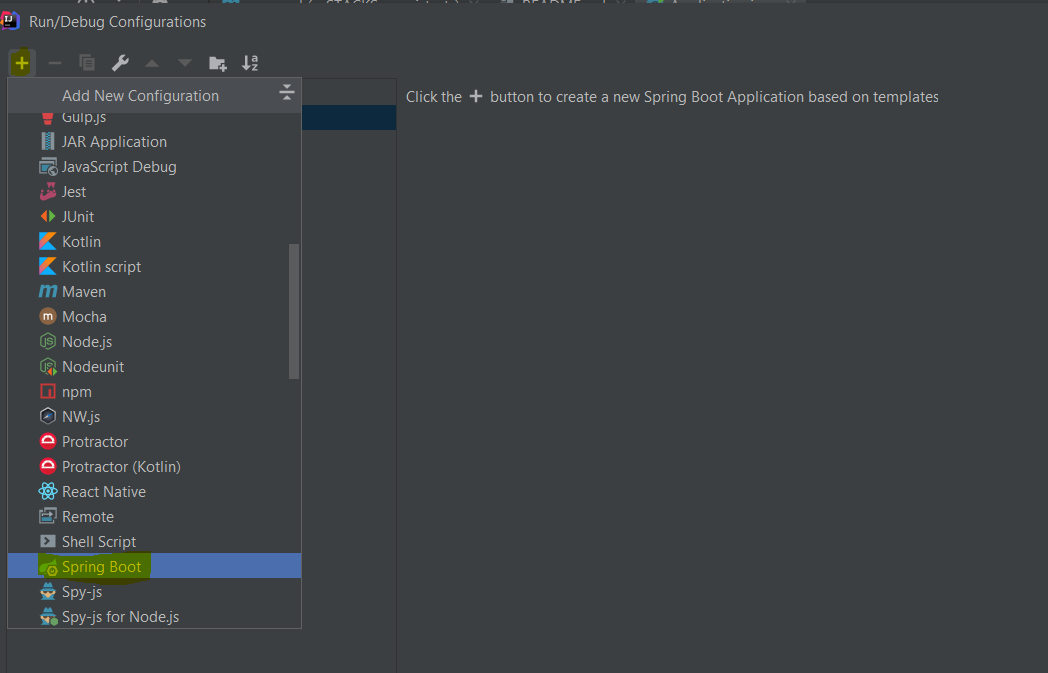 Run/Debug Configurations
Add New Configuration
Click the + button to create a new Spring Boot Application based on templates
Gulp.js
JAR Application
JavaScript Debug
Jest
JUnit
Kotlin
Kotlin script
Maven
Mocha
Node.js
Nodeunit
npm
NW.js
Protractor
Protractor (Kotlin)
React Native
Remote
Shell Script
Spring Boot
Spy-js
Spy-js for Node.js